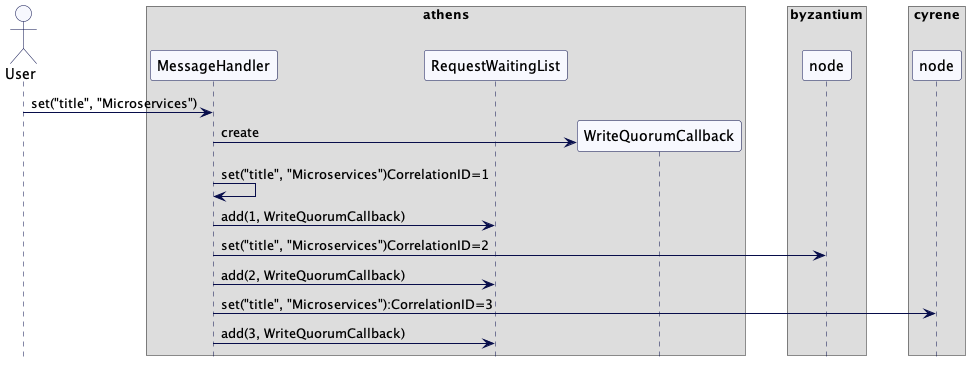 athens
byzantium
cyrene
User
MessageHandler
RequestWaitingList
node
node
set("title", "Microservices")
create
WriteQuorumCallback
set("title", "Microservices")CorrelationID=1
add(1, WriteQuorumCallback)
set("title", "Microservices")CorrelationID=2
add(2, WriteQuorumCallback)
set("title", "Microservices"):CorrelationID=3
add(3, WriteQuorumCallback)